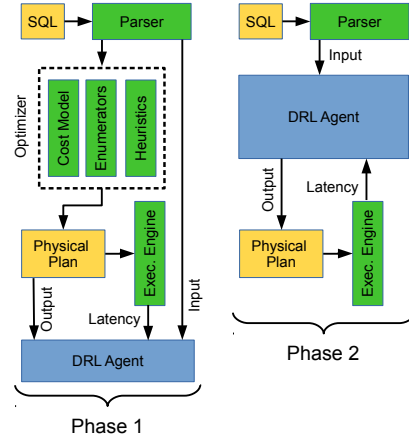 SQL
Parser
Optimizer
Cost Model
Enumerators
Heuristics
Physical
Plan
Exec. Engine
Output
Latency
Input
DRL Agent
Phase 1
SQL
Parser
Input
DRL Agent
Output
Latency
Physical
Plan
Exec. Engine
Phase 2